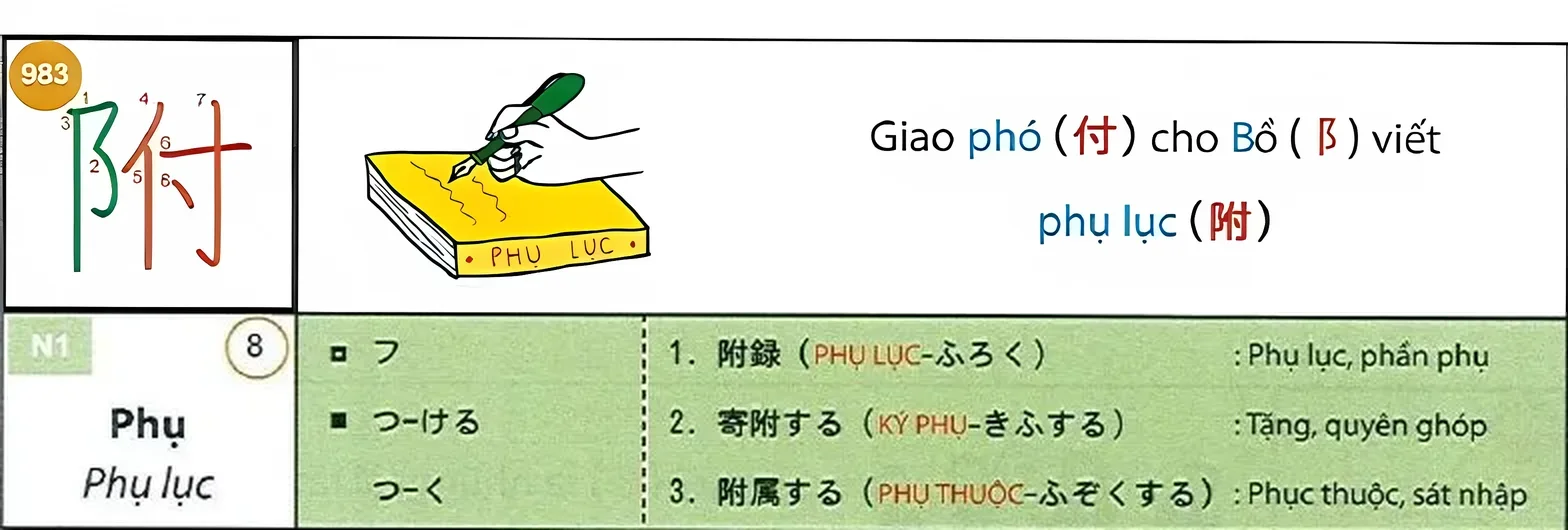 983
附
1
2
3
4
5
6
6
7
PHỤ LỤC
Giao phó (付) cho Bồ (阝) viết
phụ lục (附)
N1
8
Phụ
Phụ lục
フ
つ-ける
つ-く
1. 附録 (PHỤ LỤC-ふろく) : Phụ lục, phần phụ
2. 寄附する (KÝ PHỤ-きふする) : Tặng, quyên ghóp
3. 附属する (PHỤ THUỘC-ふぞくする) : Phục thuộc, sát nhập